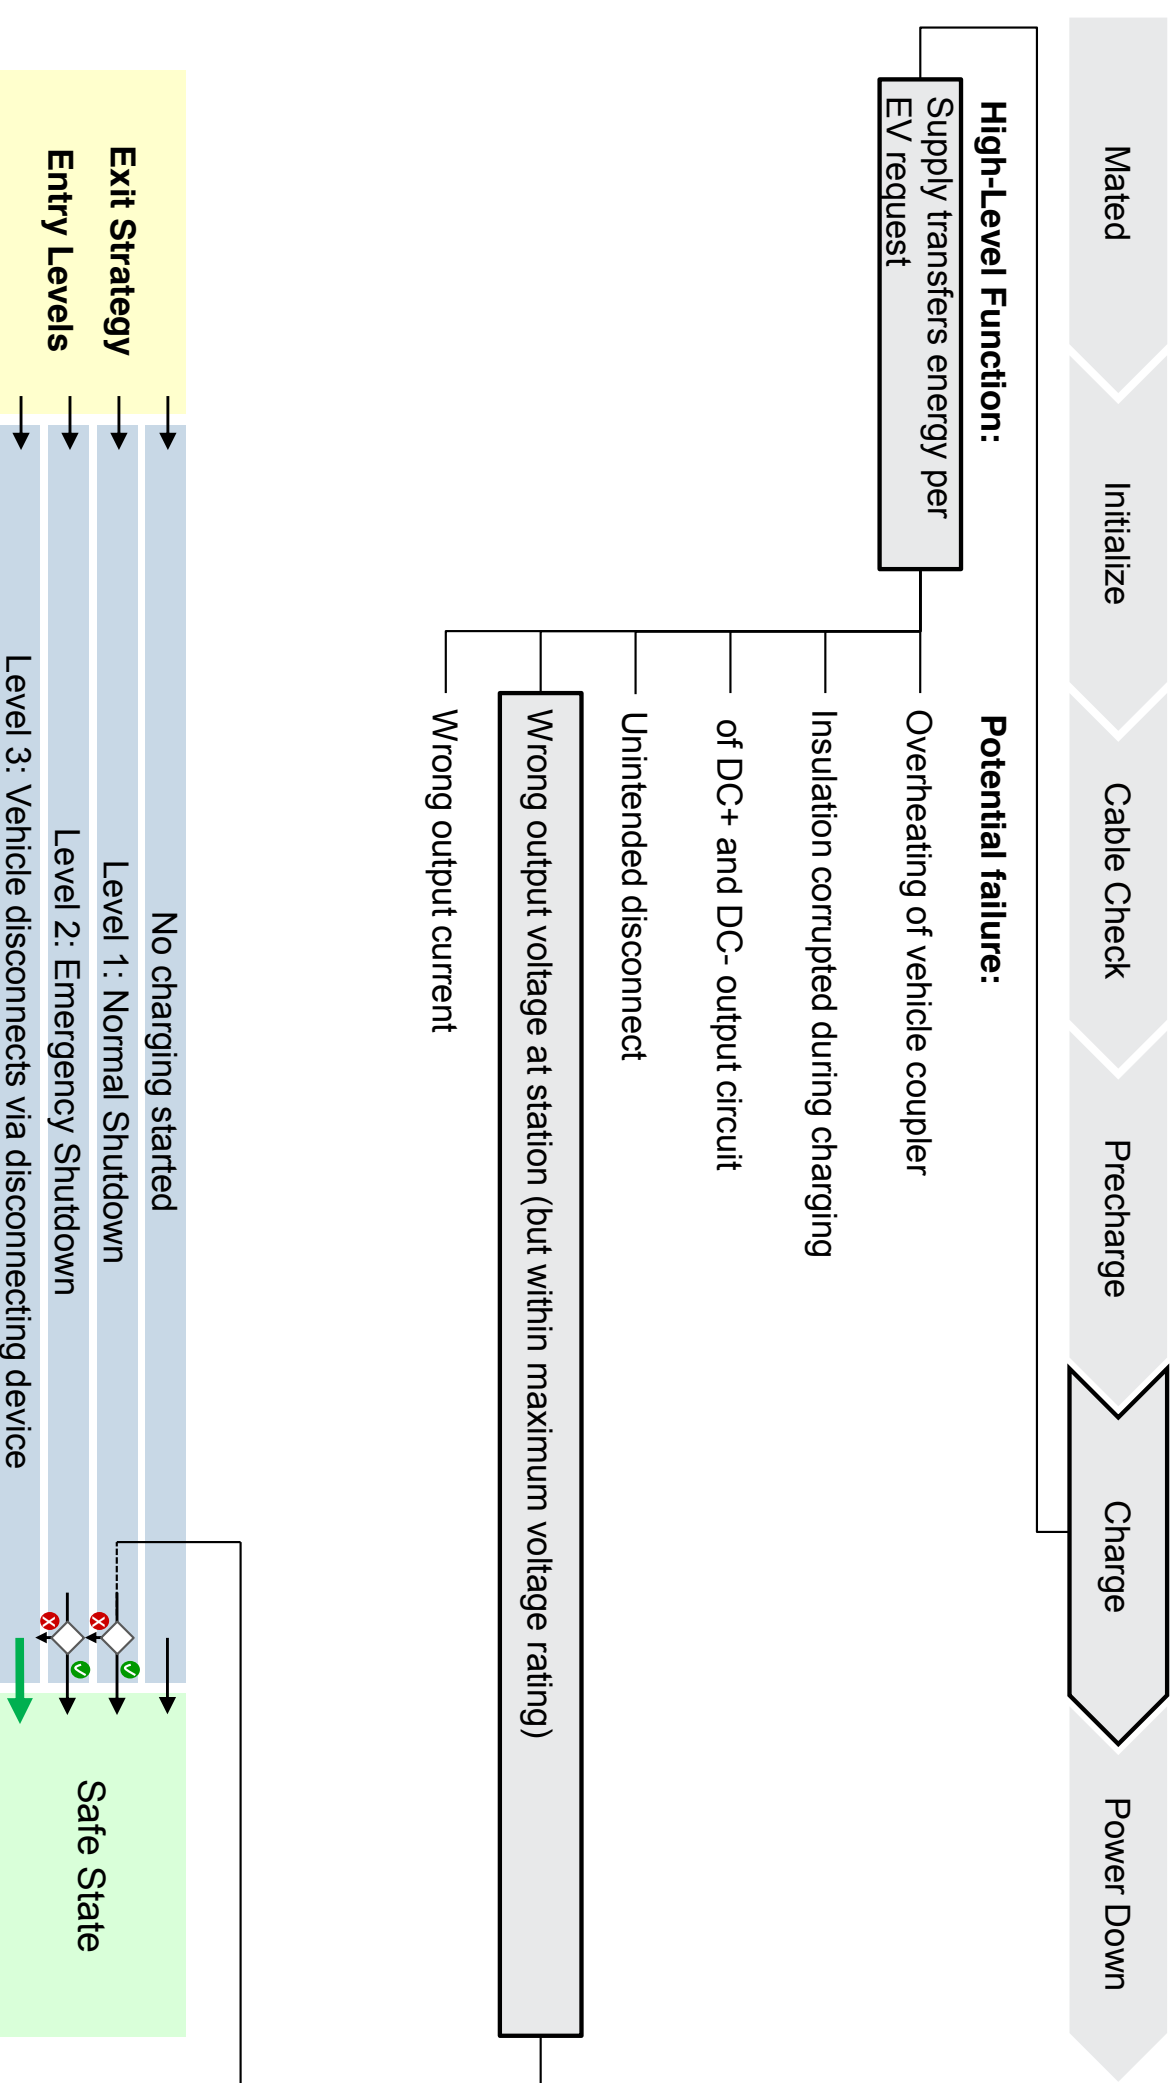 Mated
Initialize
Cable Check
Precharge
Charge
Power Down
High-Level Function:
Supply transfers energy per
EV request
Potential failure:
Overheating of vehicle coupler
Insulation corrupted during charging
of DC+ and DC- output circuit
Unintended disconnect
Wrong output voltage at station (but within maximum voltage rating)
Wrong output current
Exit Strategy
Entry Levels
No charging started
Level 1: Normal Shutdown
Level 2: Emergency Shutdown
Level 3: Vehicle disconnects via disconnecting device
Safe State